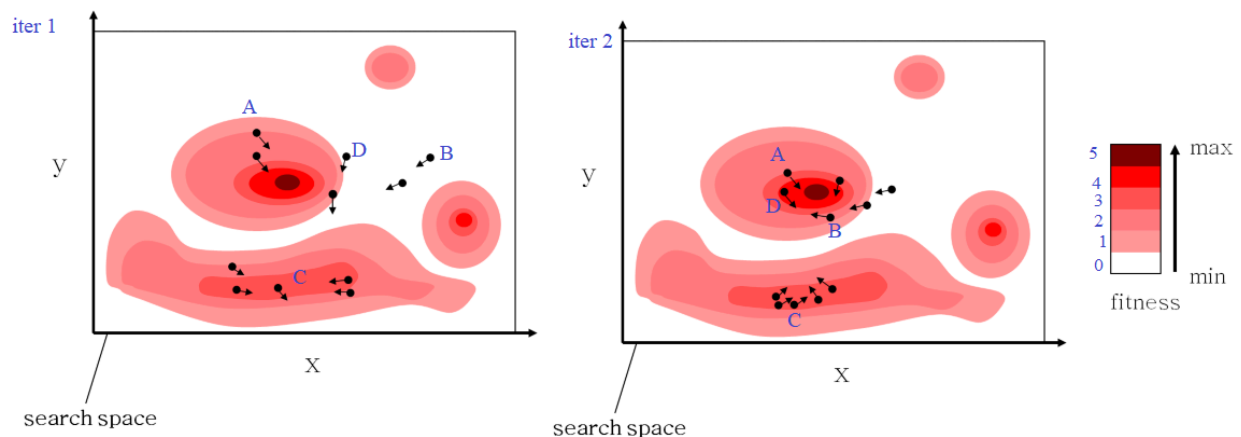 iter 1
A
D
B
y
C
x
search space
iter 2
A
D
B
y
C
x
search space
5
4
3
2
1
0
max
min
fitness